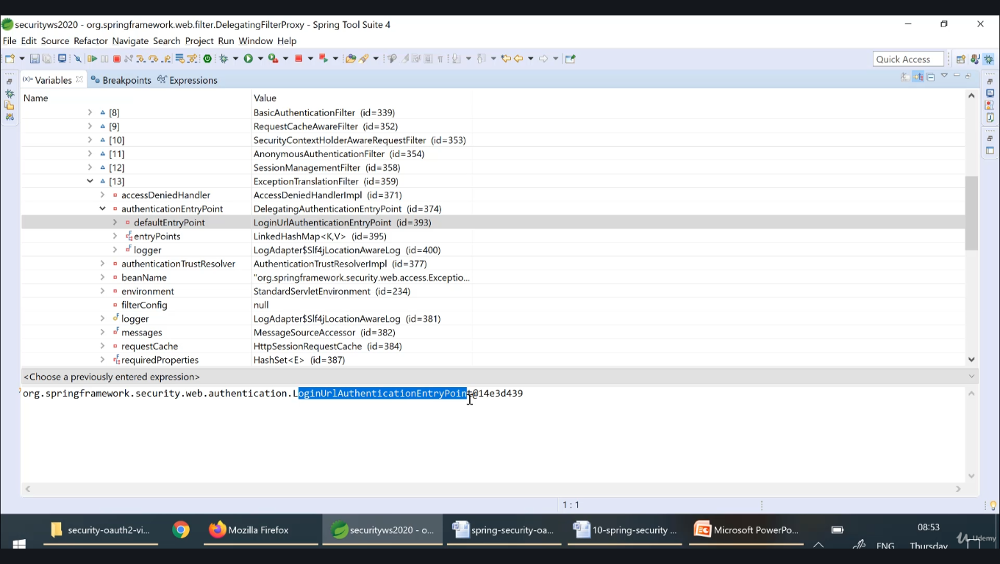 securityws2020 - org.springframework.web.filter.DelegatingFilterProxy - Spring Tool Suite 4
File Edit Source Refactor Navigate Search Project Run Window Help
Quick Access
(x)= Variables Breakpoints Expressions
Name Value
[8] BasicAuthenticationFilter (id=339)
[9] RequestCacheAwareFilter (id=352)
[10] SecurityContextHolderAwareRequestFilter (id=353)
[11] AnonymousAuthenticationFilter (id=354)
[12] SessionManagementFilter (id=358)
[13] ExceptionTranslationFilter (id=359)
accessDeniedHandler AccessDeniedHandlerImpl (id=371)
authenticationEntryPoint DelegatingAuthenticationEntryPoint (id=374)
defaultEntryPoint LoginUrlAuthenticationEntryPoint (id=393)
entryPoints LinkedHashMap<K,V> (id=395)
logger LogAdapter$Slf4jLocationAwareLog (id=400)
authenticationTrustResolver AuthenticationTrustResolverImpl (id=377)
beanName "org.springframework.security.web.access.Exceptio...
environment StandardServletEnvironment (id=234)
filterConfig null
logger LogAdapter$Slf4jLocationAwareLog (id=381)
messages MessageSourceAccessor (id=382)
requestCache HttpSessionRequestCache (id=384)
requiredProperties HashSet<E> (id=387)
<Choose a previously entered expression>
org.springframework.security.web.authentication.LoginUrlAuthenticationEntryPoint@14e3d439
1 : 1
security-oauth2-vi... Mozilla Firefox securityws2020 - o... spring-security-oa... 10-spring-security ... Microsoft PowerPo... 08:53
ENG Thursday
Udemy